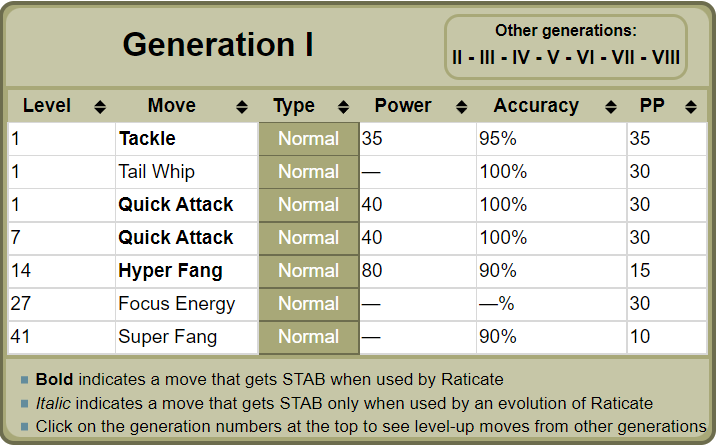 Generation I
Other generations:
II - III - IV - V - VI - VII - VIII
Level Move Type Power Accuracy PP
1 Tackle Normal 35 95% 35
1 Tail Whip Normal — 100% 30
1 Quick Attack Normal 40 100% 30
7 Quick Attack Normal 40 100% 30
14 Hyper Fang Normal 80 90% 15
27 Focus Energy Normal — —% 30
41 Super Fang Normal — 90% 10
Bold indicates a move that gets STAB when used by Raticate
Italic indicates a move that gets STAB only when used by an evolution of Raticate
Click on the generation numbers at the top to see level-up moves from other generations